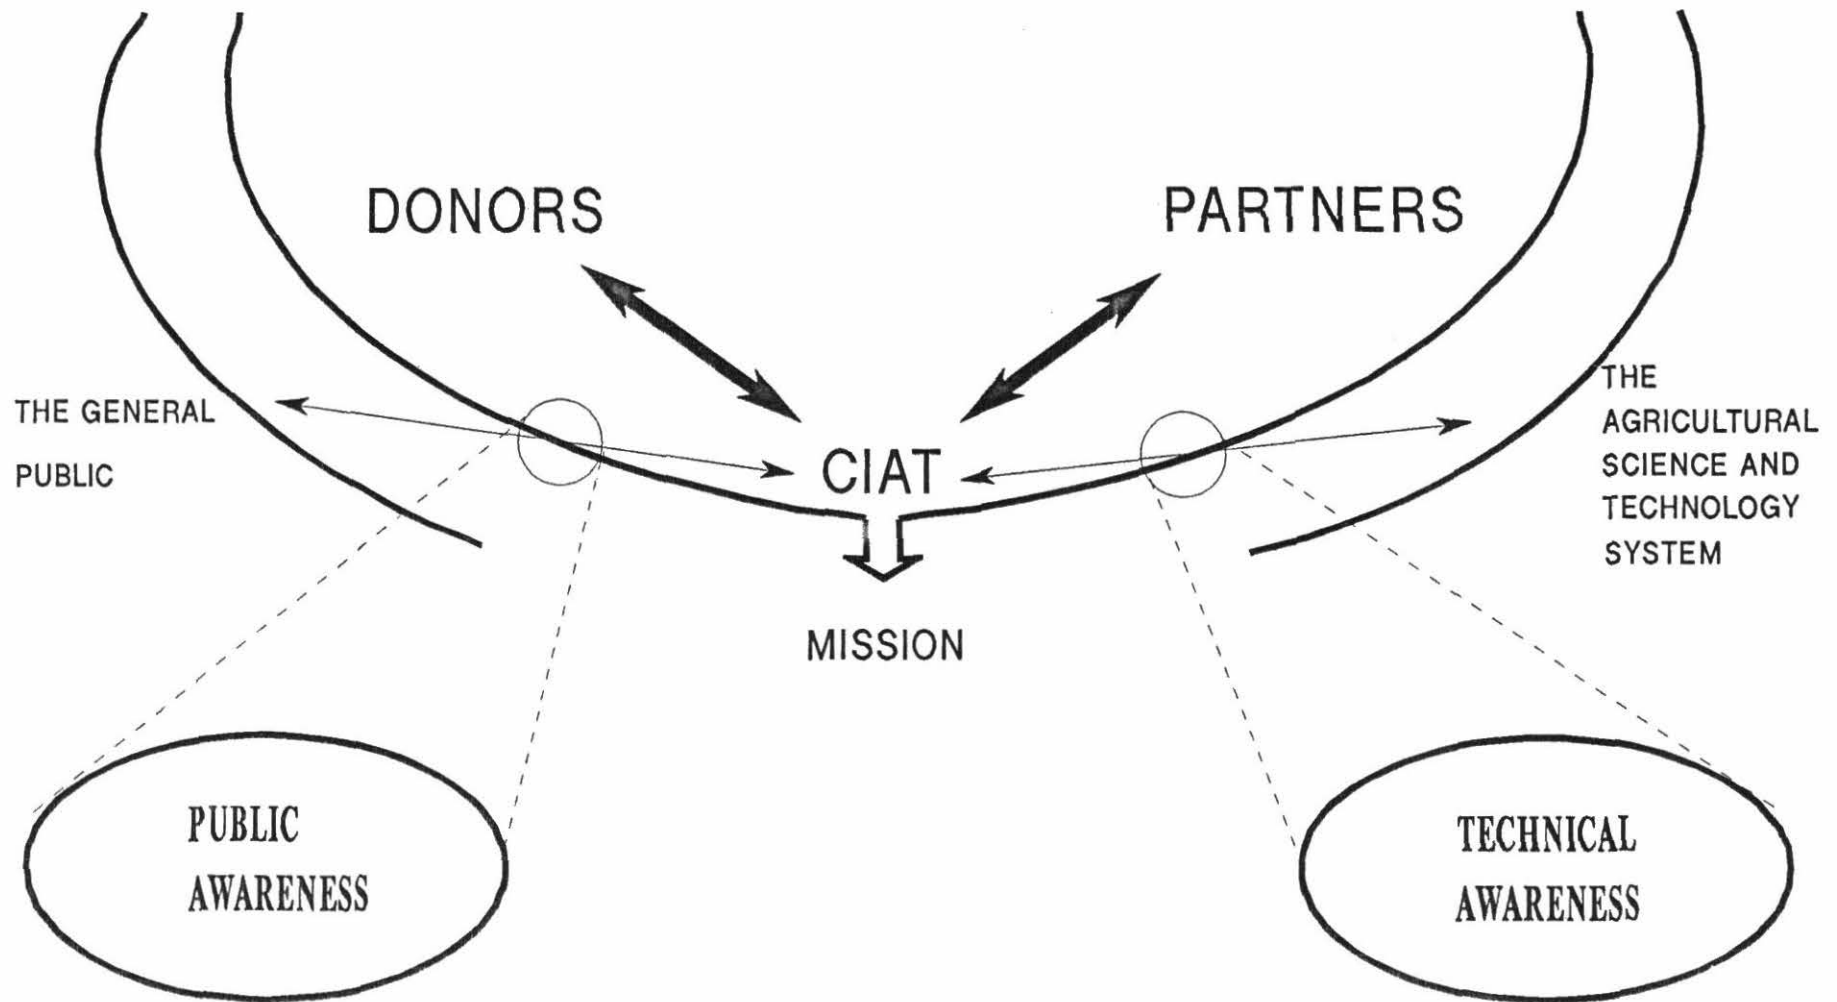 DONORS
PARTNERS
THE GENERAL
PUBLIC
CIAT
THE
AGRICULTURAL
SCIENCE AND
TECHNOLOGY
SYSTEM
MISSION
PUBLIC
AWARENESS
TECHNICAL
AWARENESS